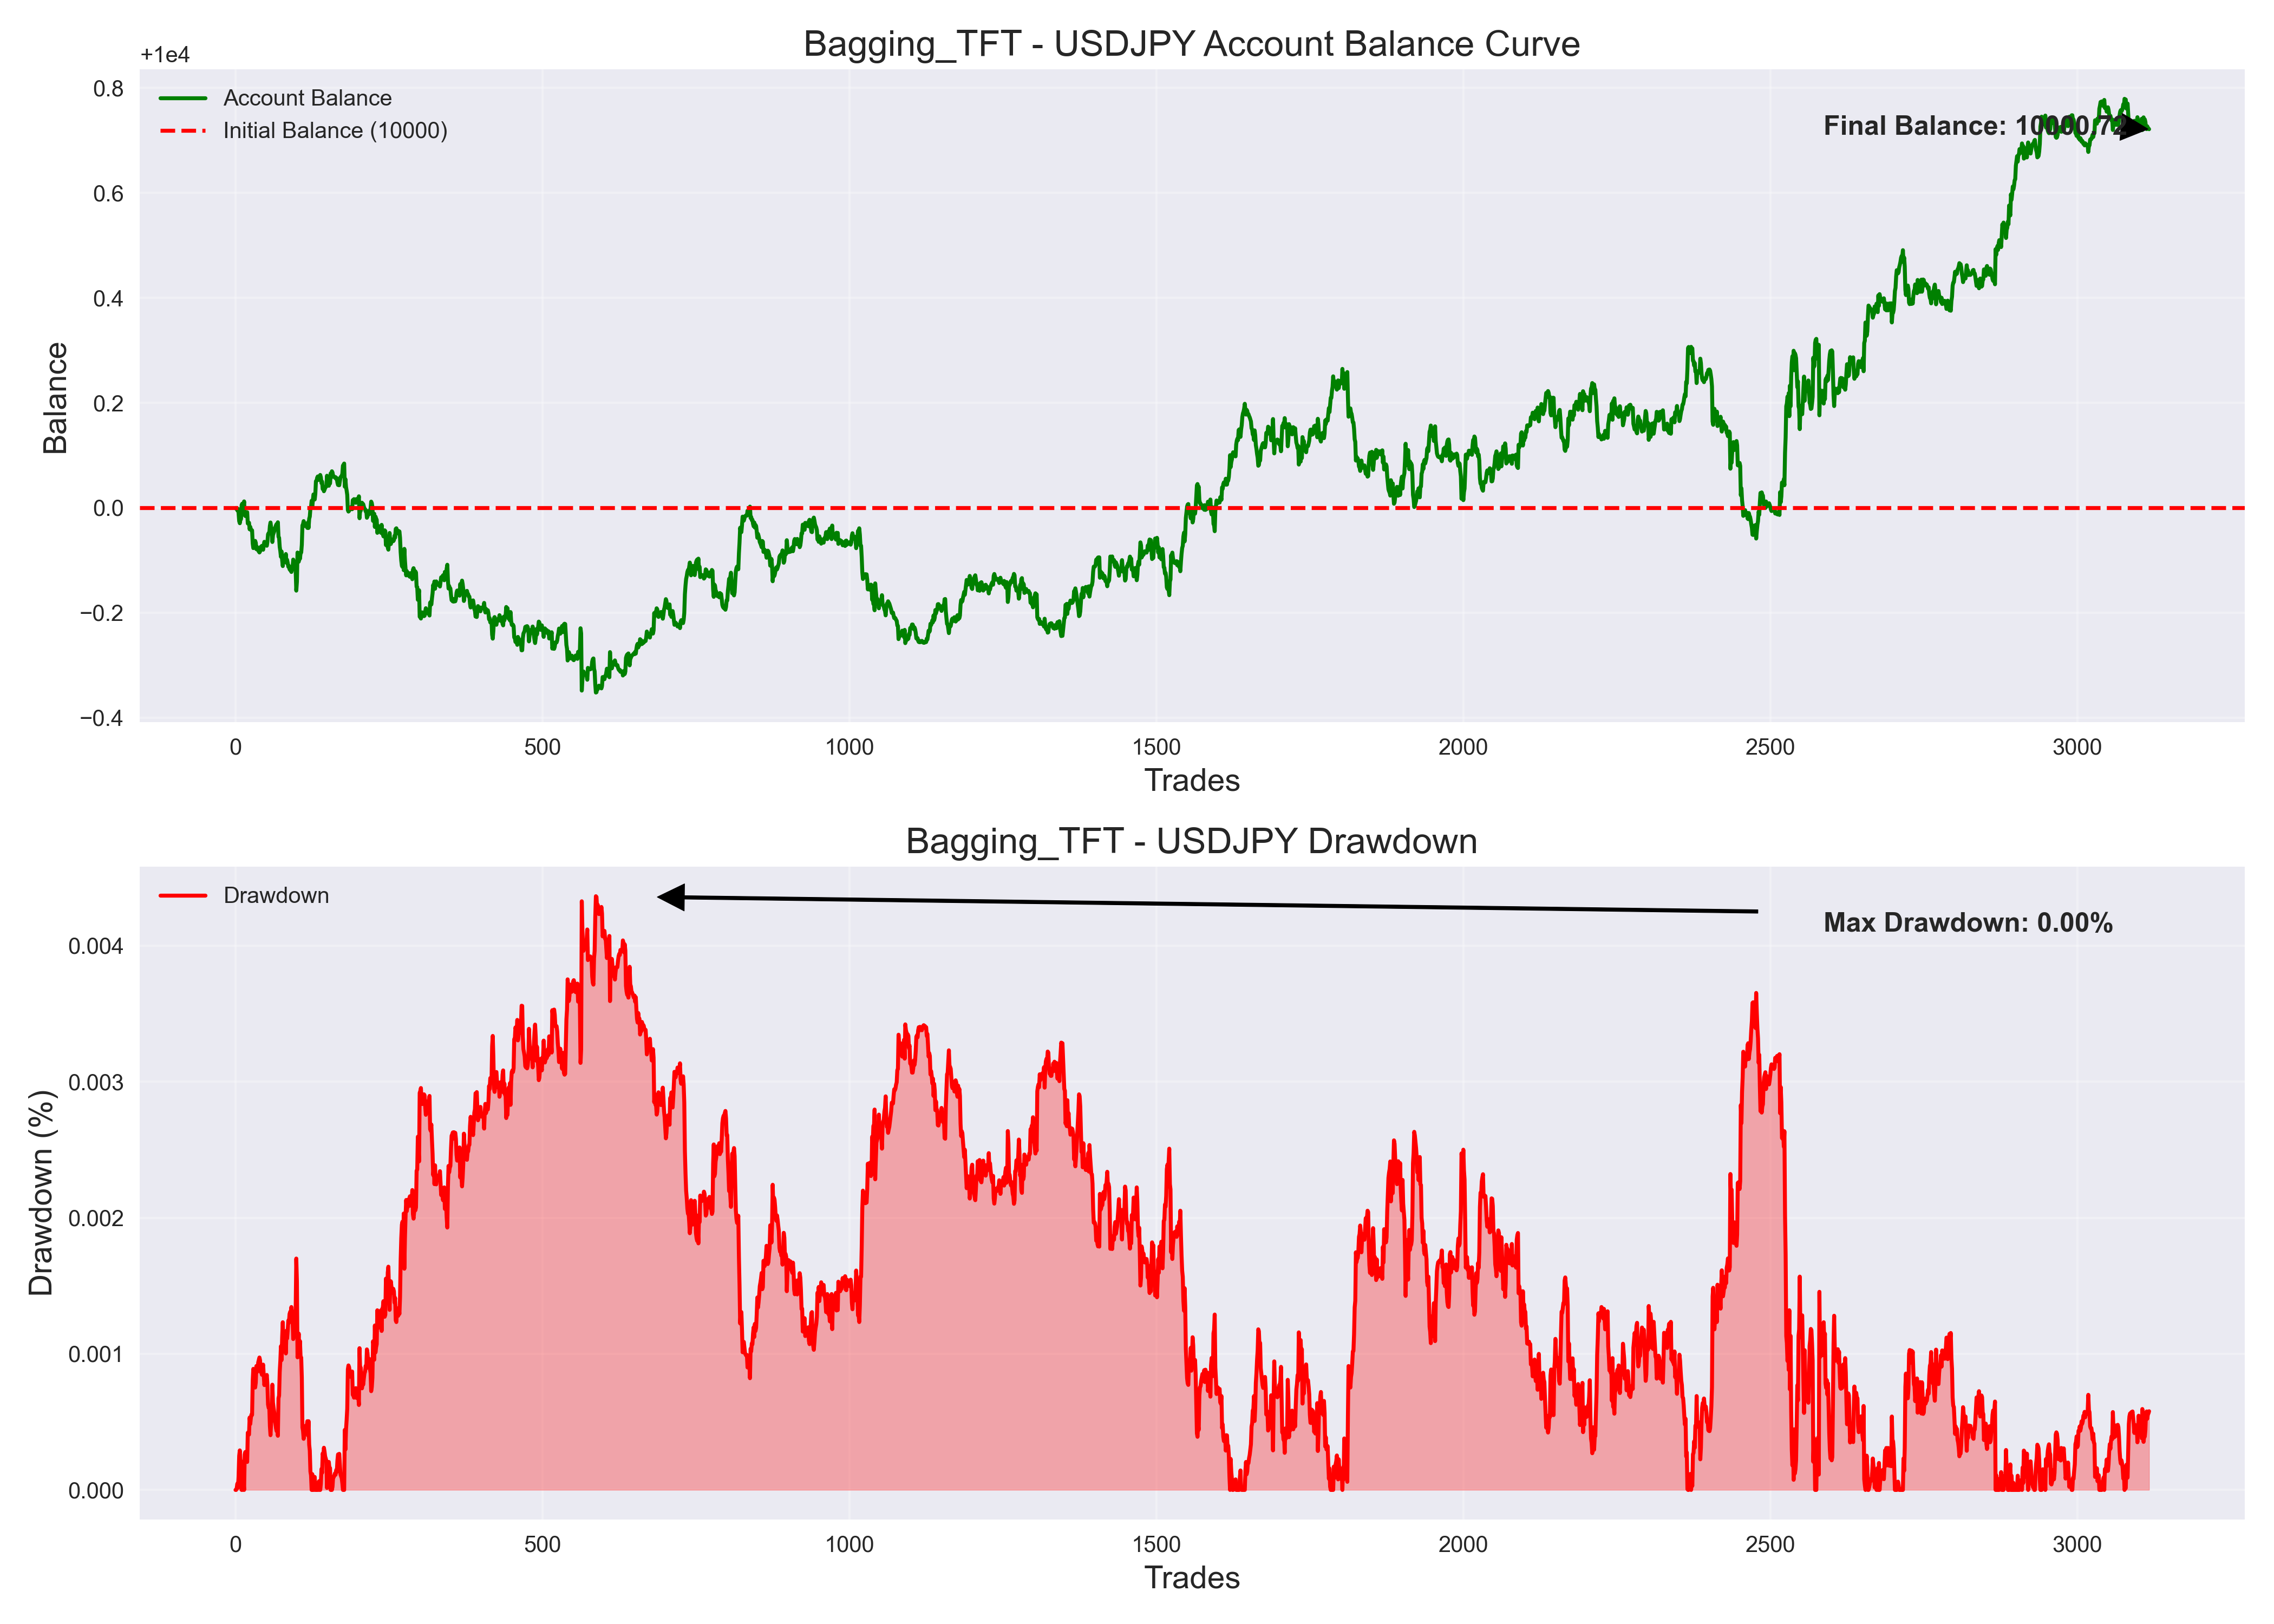 Bagging_TFT - USDJPY Account Balance Curve
+1e4
Account Balance
Initial Balance (10000)
Final Balance: 10000.72
Balance
0.8
0.6
0.4
0.2
0.0
−0.2
−0.4
0 500 1000 1500 2000 2500 3000
Trades
Bagging_TFT - USDJPY Drawdown
Drawdown
Max Drawdown: 0.00%
Drawdown (%)
0.004
0.003
0.002
0.001
0.000
0 500 1000 1500 2000 2500 3000
Trades